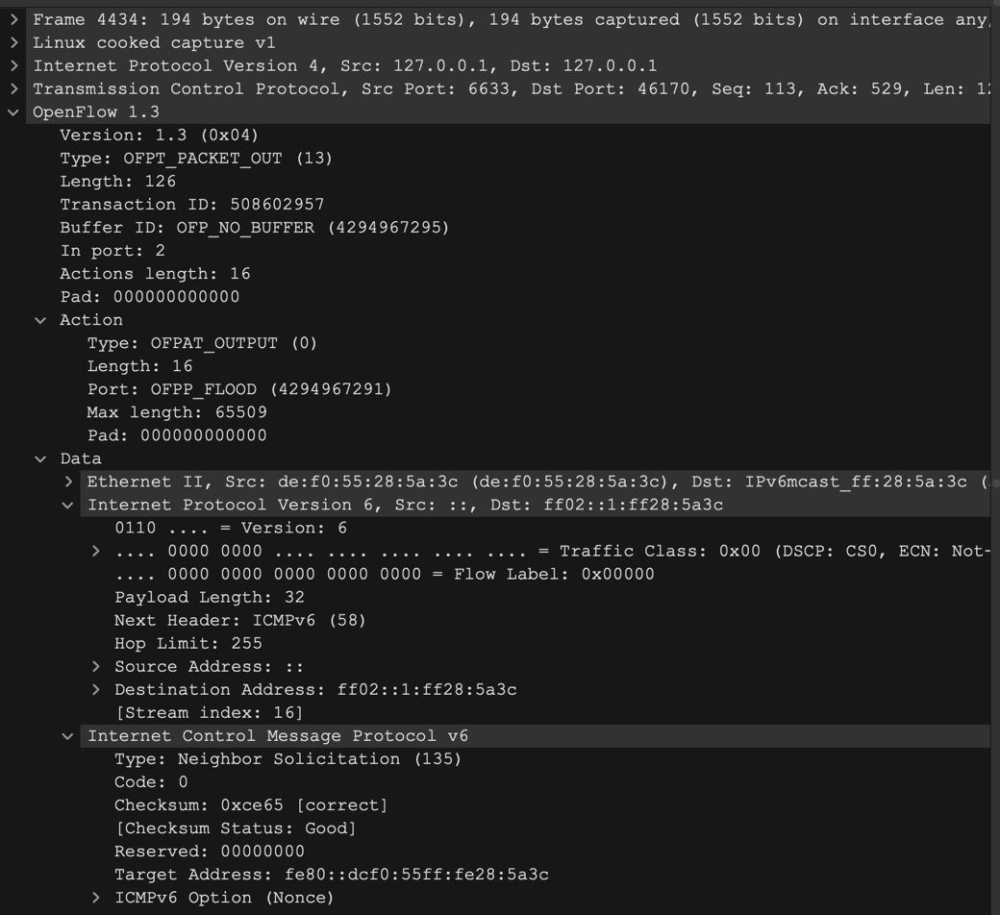 Frame 4434: 194 bytes on wire (1552 bits), 194 bytes captured (1552 bits) on interface any,
Linux cooked capture v1
Internet Protocol Version 4, Src: 127.0.0.1, Dst: 127.0.0.1
Transmission Control Protocol, Src Port: 6633, Dst Port: 46170, Seq: 113, Ack: 529, Len: 12
OpenFlow 1.3
Version: 1.3 (0x04)
Type: OFPT_PACKET_OUT (13)
Length: 126
Transaction ID: 508602957
Buffer ID: OFP_NO_BUFFER (4294967295)
In port: 2
Actions length: 16
Pad: 000000000000
Action
Type: OFPAT_OUTPUT (0)
Length: 16
Port: OFPP_FLOOD (4294967291)
Max length: 65509
Pad: 000000000000
Data
Ethernet II, Src: de:f0:55:28:5a:3c (de:f0:55:28:5a:3c), Dst: IPv6mcast_ff:28:5a:3c (
Internet Protocol Version 6, Src: ::, Dst: ff02::1:ff28:5a3c
0110 .... = Version: 6
.... 0000 0000 .... .... .... .... .... = Traffic Class: 0x00 (DSCP: CS0, ECN: Not-
.... 0000 0000 0000 0000 0000 = Flow Label: 0x00000
Payload Length: 32
Next Header: ICMPv6 (58)
Hop Limit: 255
Source Address: ::
Destination Address: ff02::1:ff28:5a3c
[Stream index: 16]
Internet Control Message Protocol v6
Type: Neighbor Solicitation (135)
Code: 0
Checksum: 0xce65 [correct]
[Checksum Status: Good]
Reserved: 00000000
Target Address: fe80::dcf0:55ff:fe28:5a3c
ICMPv6 Option (Nonce)